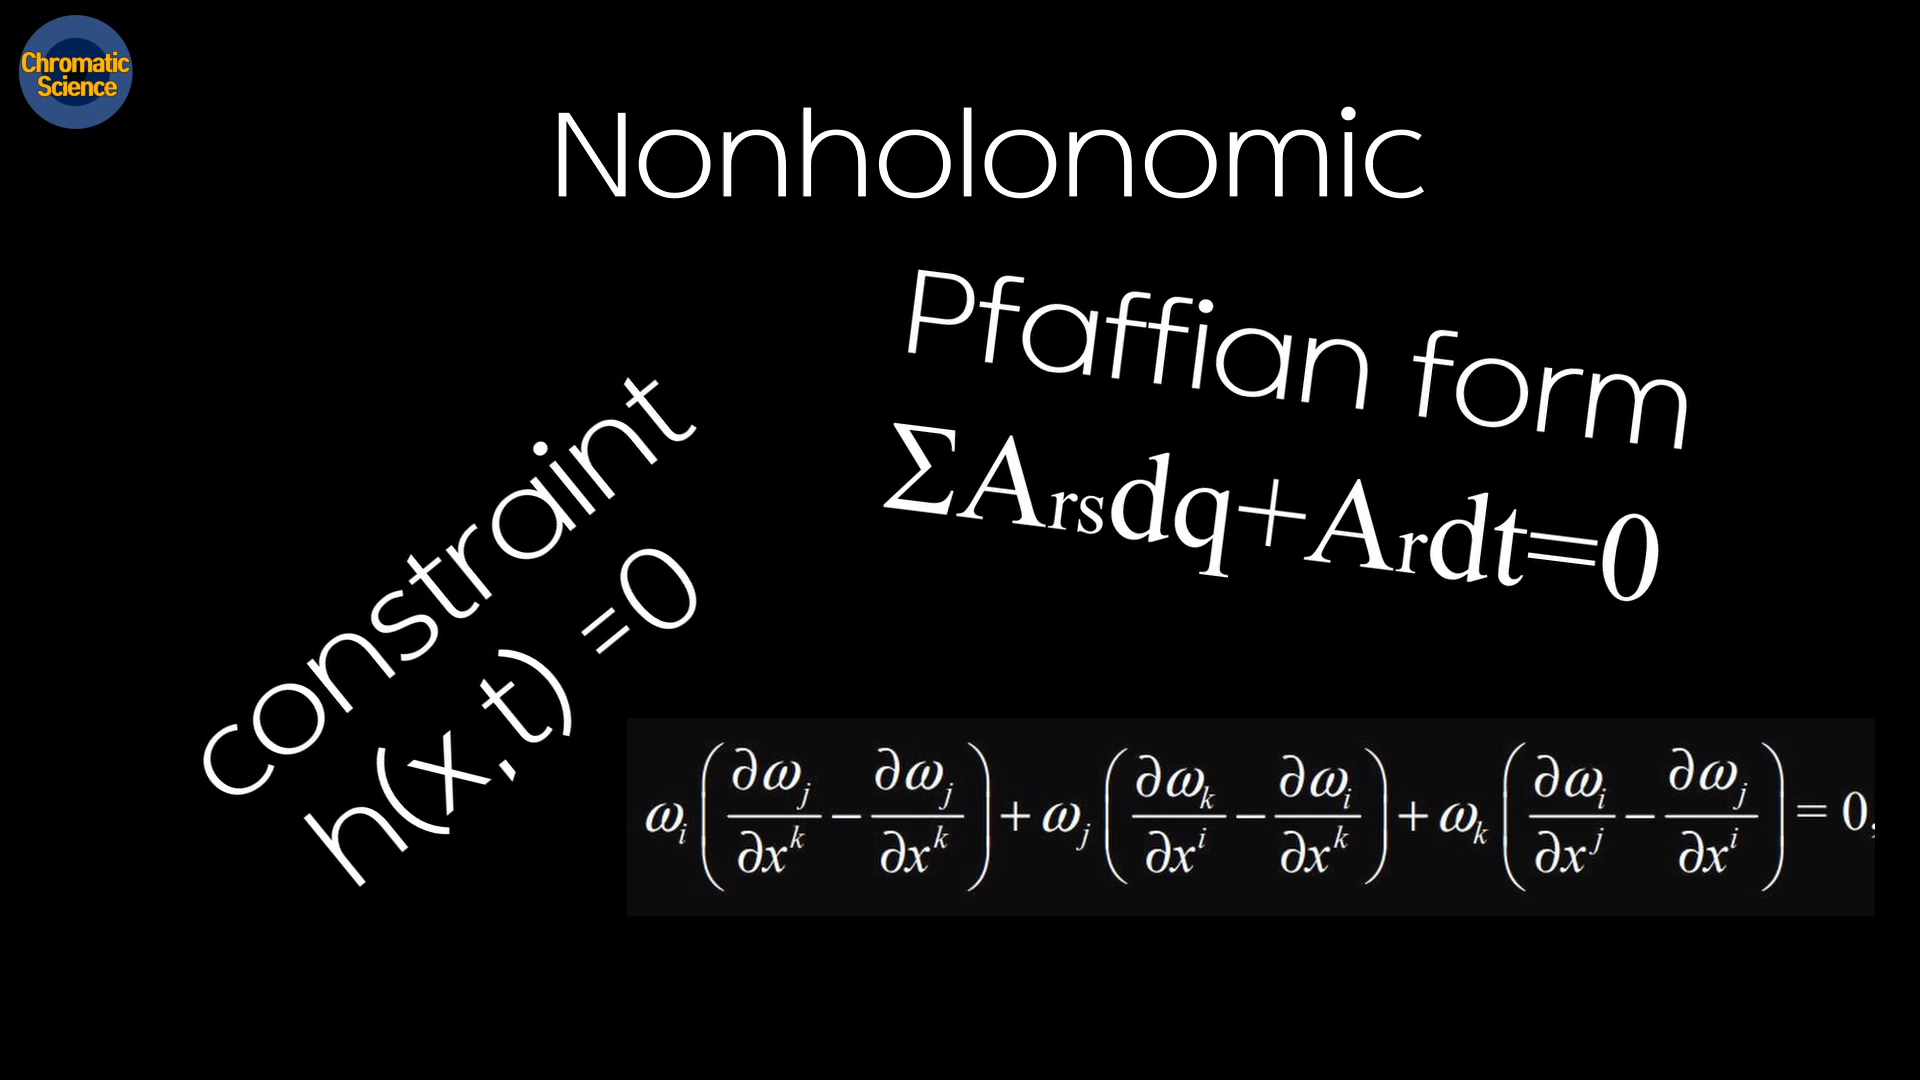 Chromatic
Science
Nonholonomic
Pfaffian form
ΣArsdq+Ardt=0
constraint
h(x,t) =0
ωᵢ(∂ωⱼ/∂xᵏ − ∂ωⱼ/∂xᵏ) + ωⱼ(∂ωₖ/∂xⁱ − ∂ωᵢ/∂xᵏ) + ωₖ(∂ωᵢ/∂xʲ − ∂ωⱼ/∂xⁱ) = 0,